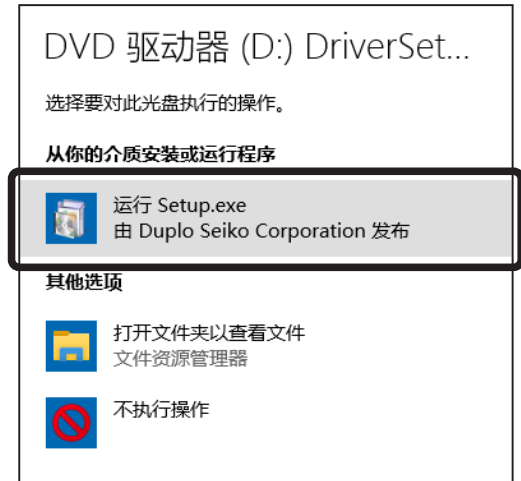 DVD 驱动器 (D:) DriverSet...
选择要对此光盘执行的操作。
从你的介质安装或运行程序
运行 Setup.exe
由 Duplo Seiko Corporation 发布
其他选项
打开文件夹以查看文件
文件资源管理器
不执行操作